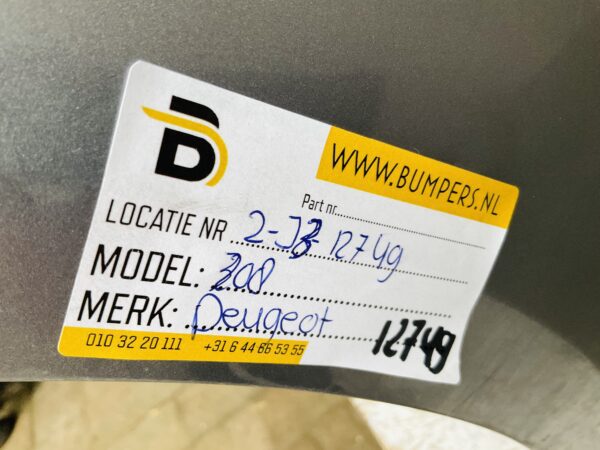 B
WWW.BUMPERS.NL
Part nr.
LOCATIE NR 2-J3 12749
MODEL: 308
MERK: Peugeot
12749
010 32 20 111 +31 6 44 66 53 55